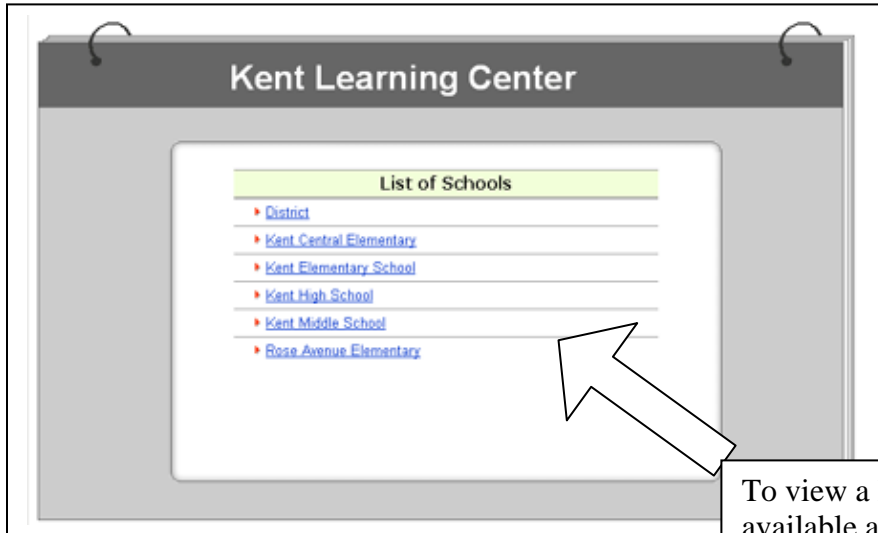 Kent Learning Center
List of Schools
District
Kent Central Elementary
Kent Elementary School
Kent High School
Kent Middle School
Rose Avenue Elementary
To view a
available a